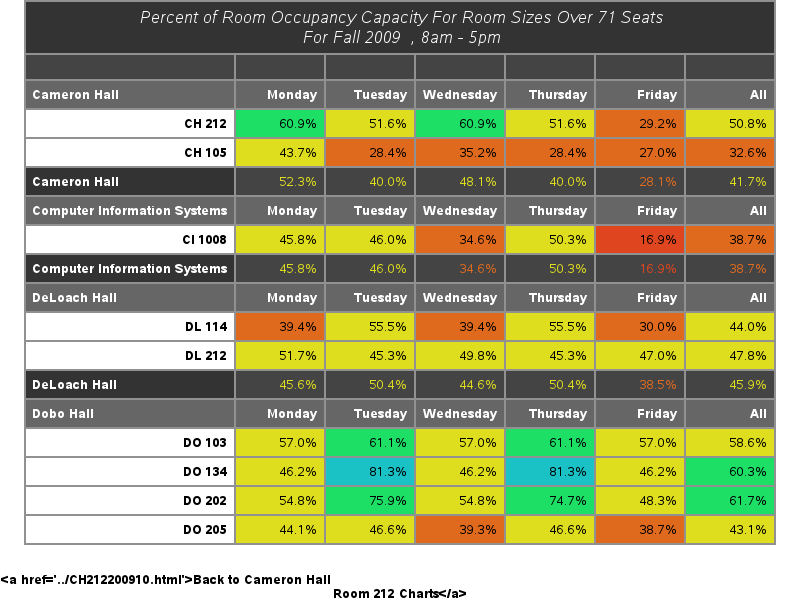 Percent of Room Occupancy Capacity For Room Sizes Over 71 Seats
For Fall 2009 , 8am - 5pm
Cameron Hall Monday Tuesday Wednesday Thursday Friday All
CH 212 60.9% 51.6% 60.9% 51.6% 29.2% 50.8%
CH 105 43.7% 28.4% 35.2% 28.4% 27.0% 32.6%
Cameron Hall 52.3% 40.0% 48.1% 40.0% 28.1% 41.7%
Computer Information Systems Monday Tuesday Wednesday Thursday Friday All
CI 1008 45.8% 46.0% 34.6% 50.3% 16.9% 38.7%
Computer Information Systems 45.8% 46.0% 34.6% 50.3% 16.9% 38.7%
DeLoach Hall Monday Tuesday Wednesday Thursday Friday All
DL 114 39.4% 55.5% 39.4% 55.5% 30.0% 44.0%
DL 212 51.7% 45.3% 49.8% 45.3% 47.0% 47.8%
DeLoach Hall 45.6% 50.4% 44.6% 50.4% 38.5% 45.9%
Dobo Hall Monday Tuesday Wednesday Thursday Friday All
DO 103 57.0% 61.1% 57.0% 61.1% 57.0% 58.6%
DO 134 46.2% 81.3% 46.2% 81.3% 46.2% 60.3%
DO 202 54.8% 75.9% 54.8% 74.7% 48.3% 61.7%
DO 205 44.1% 46.6% 39.3% 46.6% 38.7% 43.1%
<a href='../CH212200910.html'>Back to Cameron Hall
Room 212 Charts</a>